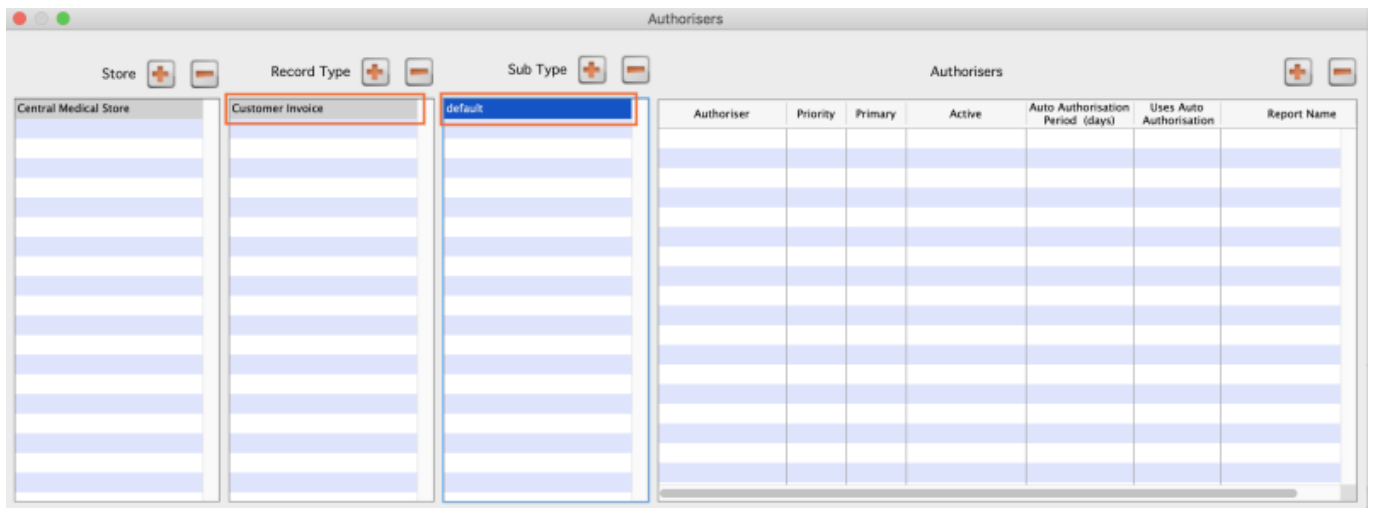 Authorisers
Store
Record Type
Sub Type
Authorisers
Central Medical Store
Customer Invoice
default
Authoriser
Priority
Primary
Active
Auto Authorisation
Period (days)
Uses Auto
Authorisation
Report Name